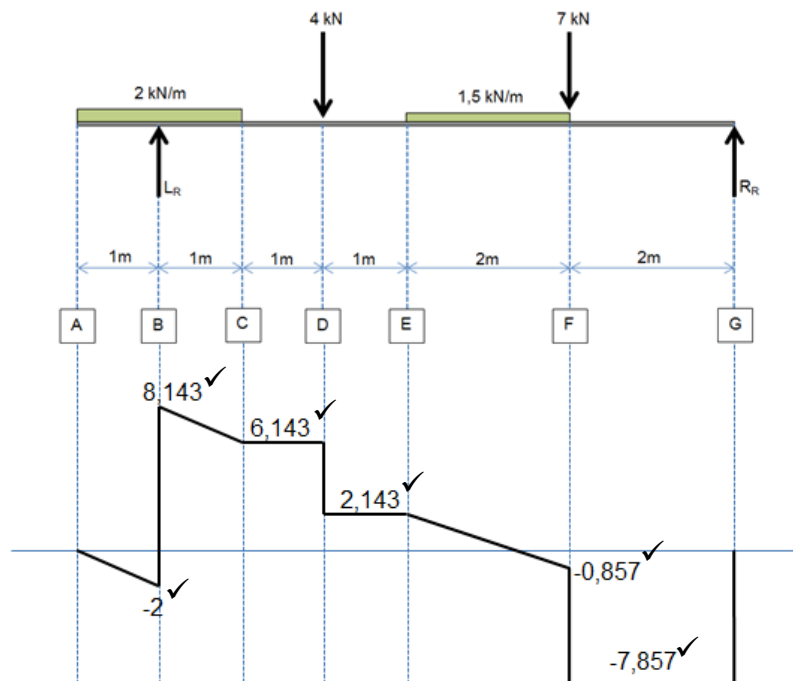 4 kN
7 kN
2 kN/m
1,5 kN/m
LR
RR
1m
1m
1m
1m
2m
2m
A
B
C
D
E
F
G
8,143 ✓
6,143 ✓
2,143 ✓
-0,857 ✓
-2 ✓
-7,857 ✓